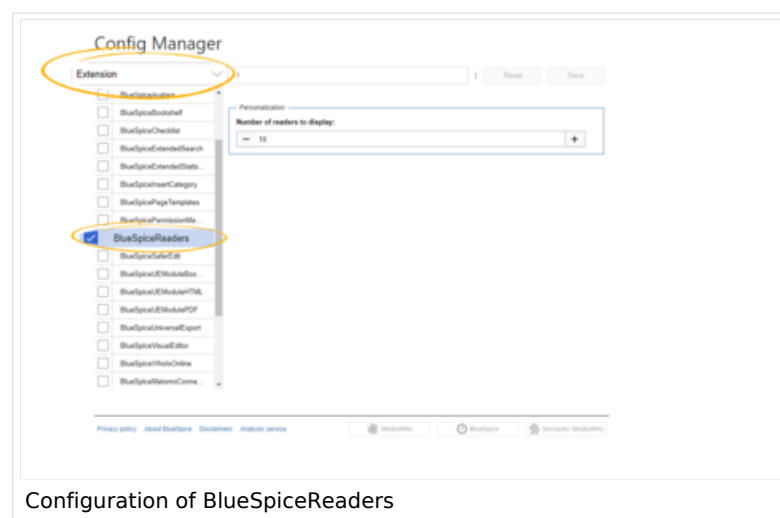 Config Manager
Extension
Reset
Save
BlueSpiceAvatars
BlueSpiceBookshelf
BlueSpiceChecklist
BlueSpiceExtendedSearch
BlueSpiceExtendedStatis...
BlueSpiceInsertCategory
BlueSpicePageTemplates
BlueSpicePermissionMa...
BlueSpiceReaders
BlueSpiceSaferEdit
BlueSpiceUEModuleBoo...
BlueSpiceUEModuleHTML
BlueSpiceUEModulePDF
BlueSpiceUniversalExport
BlueSpiceVisualEditor
BlueSpiceWhoIsOnline
BlueSpiceMatomoConne...
Personalization
Number of readers to display:
− 10 +
Privacy policy About BlueSpice Disclaimers Analysis service
MediaWiki
BlueSpice
Semantic MediaWiki
Configuration of BlueSpiceReaders